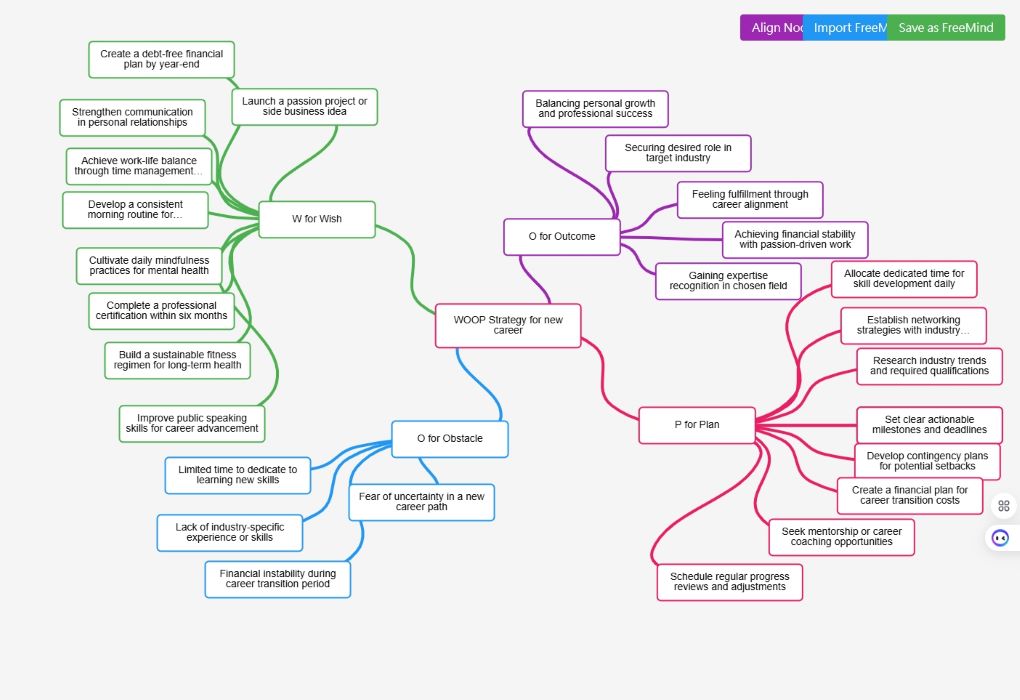 Align Noc
Import FreeM
Save as FreeMind
Create a debt-free financial
plan by year-end
Launch a passion project or
side business idea
Strengthen communication
in personal relationships
Achieve work-life balance
through time management...
Develop a consistent
morning routine for...
W for Wish
Cultivate daily mindfulness
practices for mental health
Complete a professional
certification within six months
Build a sustainable fitness
regimen for long-term health
Improve public speaking
skills for career advancement
Balancing personal growth
and professional success
Securing desired role in
target industry
Feeling fulfillment through
career alignment
O for Outcome
Achieving financial stability
with passion-driven work
Gaining expertise
recognition in chosen field
WOOP Strategy for new
career
O for Obstacle
Limited time to dedicate to
learning new skills
Fear of uncertainty in a new
career path
Lack of industry-specific
experience or skills
Financial instability during
career transition period
Allocate dedicated time for
skill development daily
Establish networking
strategies with industry...
Research industry trends
and required qualifications
P for Plan
Set clear actionable
milestones and deadlines
Develop contingency plans
for potential setbacks
Create a financial plan for
career transition costs
Seek mentorship or career
coaching opportunities
Schedule regular progress
reviews and adjustments